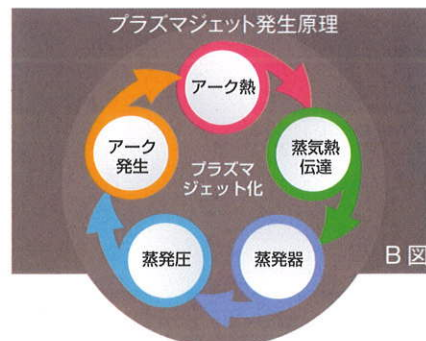 プラズマジェット発生原理
アーク熱
蒸気熱
伝達
蒸発器
蒸発圧
アーク
発生
プラズマ
ジェット化
B図